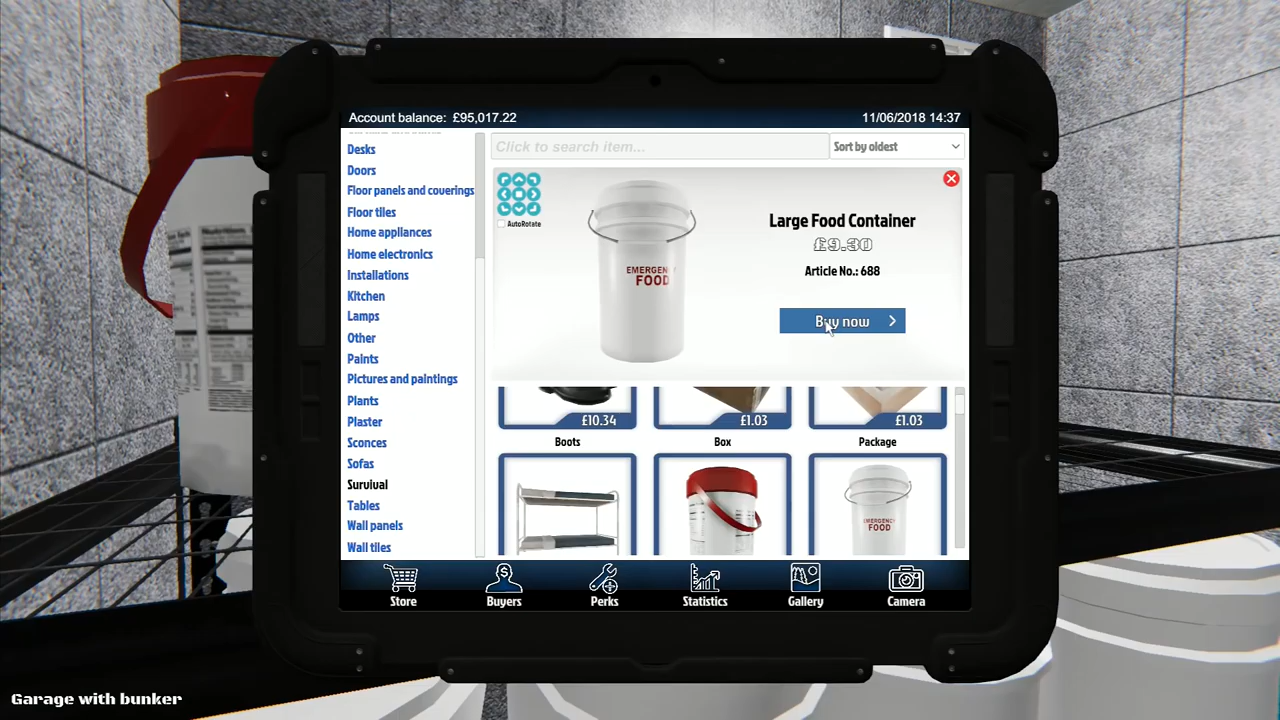 Account balance: £95,017.22
11/06/2018 14:37
Desks
Doors
Floor panels and coverings
Floor tiles
Home appliances
Home electronics
Installations
Kitchen
Lamps
Other
Paints
Pictures and paintings
Plants
Plaster
Sconces
Sofas
Survival
Tables
Wall panels
Wall tiles
Click to search item...
Sort by oldest
AutoRotate
EMERGENCY
FOOD
Large Food Container
£9.30
Article No.: 688
Buy now
£10.34
£1.03
£1.03
Boots
Box
Package
EMERGENCY
FOOD
Store
Buyers
Perks
Statistics
Gallery
Camera
Nutrition
Garage with bunker